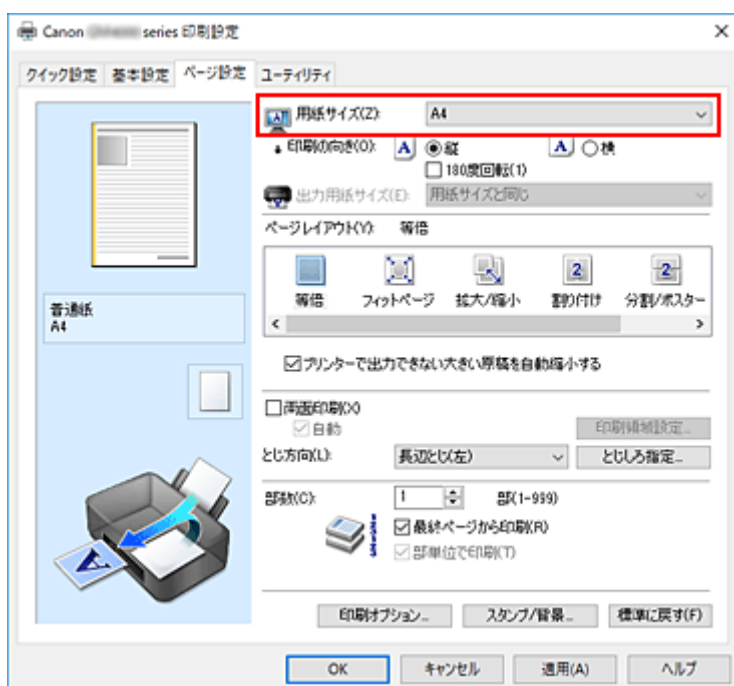 Canon series 印刷設定
クイック設定 基本設定 ページ設定 ユーティリティ
用紙サイズ(Z): A4
印刷の向き(O): A 縦 A 横
180度回転(1)
出力用紙サイズ(E): 用紙サイズと同じ
ページレイアウト(Y): 等倍
等倍 フィットページ 拡大/縮小 割り付け 分割/ポスター
普通紙
A4
プリンターで出力できない大きい原稿を自動縮小する
両面印刷(X)
自動
印刷領域設定...
とじ方向(L): 長辺とじ(左) とじしろ指定...
部数(C): 1 部(1-999)
最終ページから印刷(R)
部単位で印刷(T)
印刷オプション... スタンプ/背景... 標準に戻す(F)
OK キャンセル 適用(A) ヘルプ